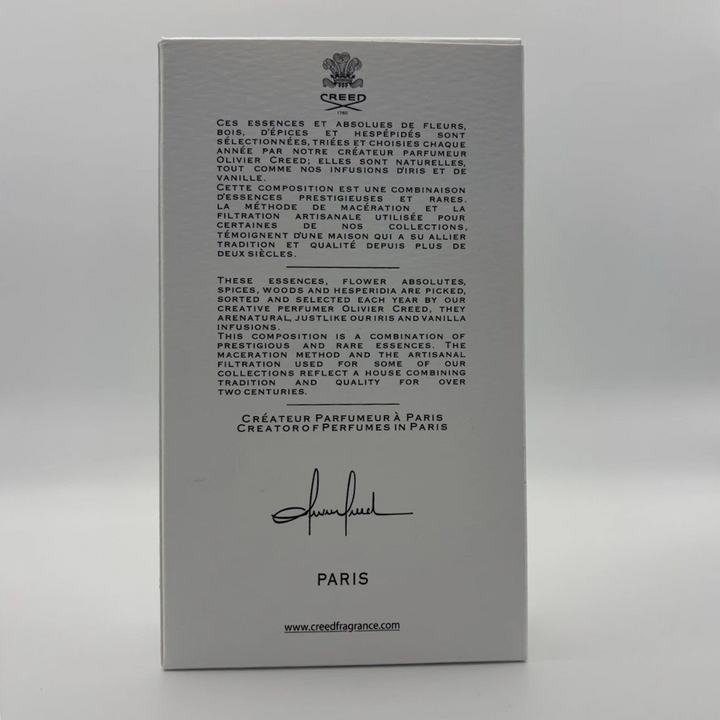 CREED
1760
CES ESSENCES ET ABSOLUES DE FLEURS,
BOIS, D'ÉPICES ET HESPÉPIDÉS SONT
SÉLECTIONNÉES, TRIÉES ET CHOISIES CHAQUE
ANNÉE PAR NOTRE CRÉATEUR PARFUMEUR
OLIVIER CREED; ELLES SONT NATURELLES,
TOUT COMME NOS INFUSIONS D'IRIS ET DE
VANILLE.
CETTE COMPOSITION EST UNE COMBINAISON
D'ESSENCES PRESTIGIEUSES ET RARES.
LA MÉTHODE DE MACÉRATION ET LA
FILTRATION ARTISANALE UTILISÉE POUR
CERTAINES DE NOS COLLECTIONS,
TÉMOIGNENT D'UNE MAISON QUI A SU ALLIER
TRADITION ET QUALITÉ DEPUIS PLUS DE
DEUX SIÈCLES.
THESE ESSENCES, FLOWER ABSOLUTES,
SPICES, WOODS AND HESPERIDIA ARE PICKED,
SORTED AND SELECTED EACH YEAR BY OUR
CREATIVE PERFUMER OLIVIER CREED, THEY
ARENATURAL, JUSTLIKE OUR IRIS AND VANILLA
INFUSIONS.
THIS COMPOSITION IS A COMBINATION OF
PRESTIGIOUS AND RARE ESSENCES. THE
MACERATION METHOD AND THE ARTISANAL
FILTRATION USED FOR SOME OF OUR
COLLECTIONS REFLECT A HOUSE COMBINING
TRADITION AND QUALITY FOR OVER
TWO CENTURIES.
CRÉATEUR PARFUMEUR À PARIS
CREATOR OF PERFUMES IN PARIS
PARIS
www.creedfragrance.com